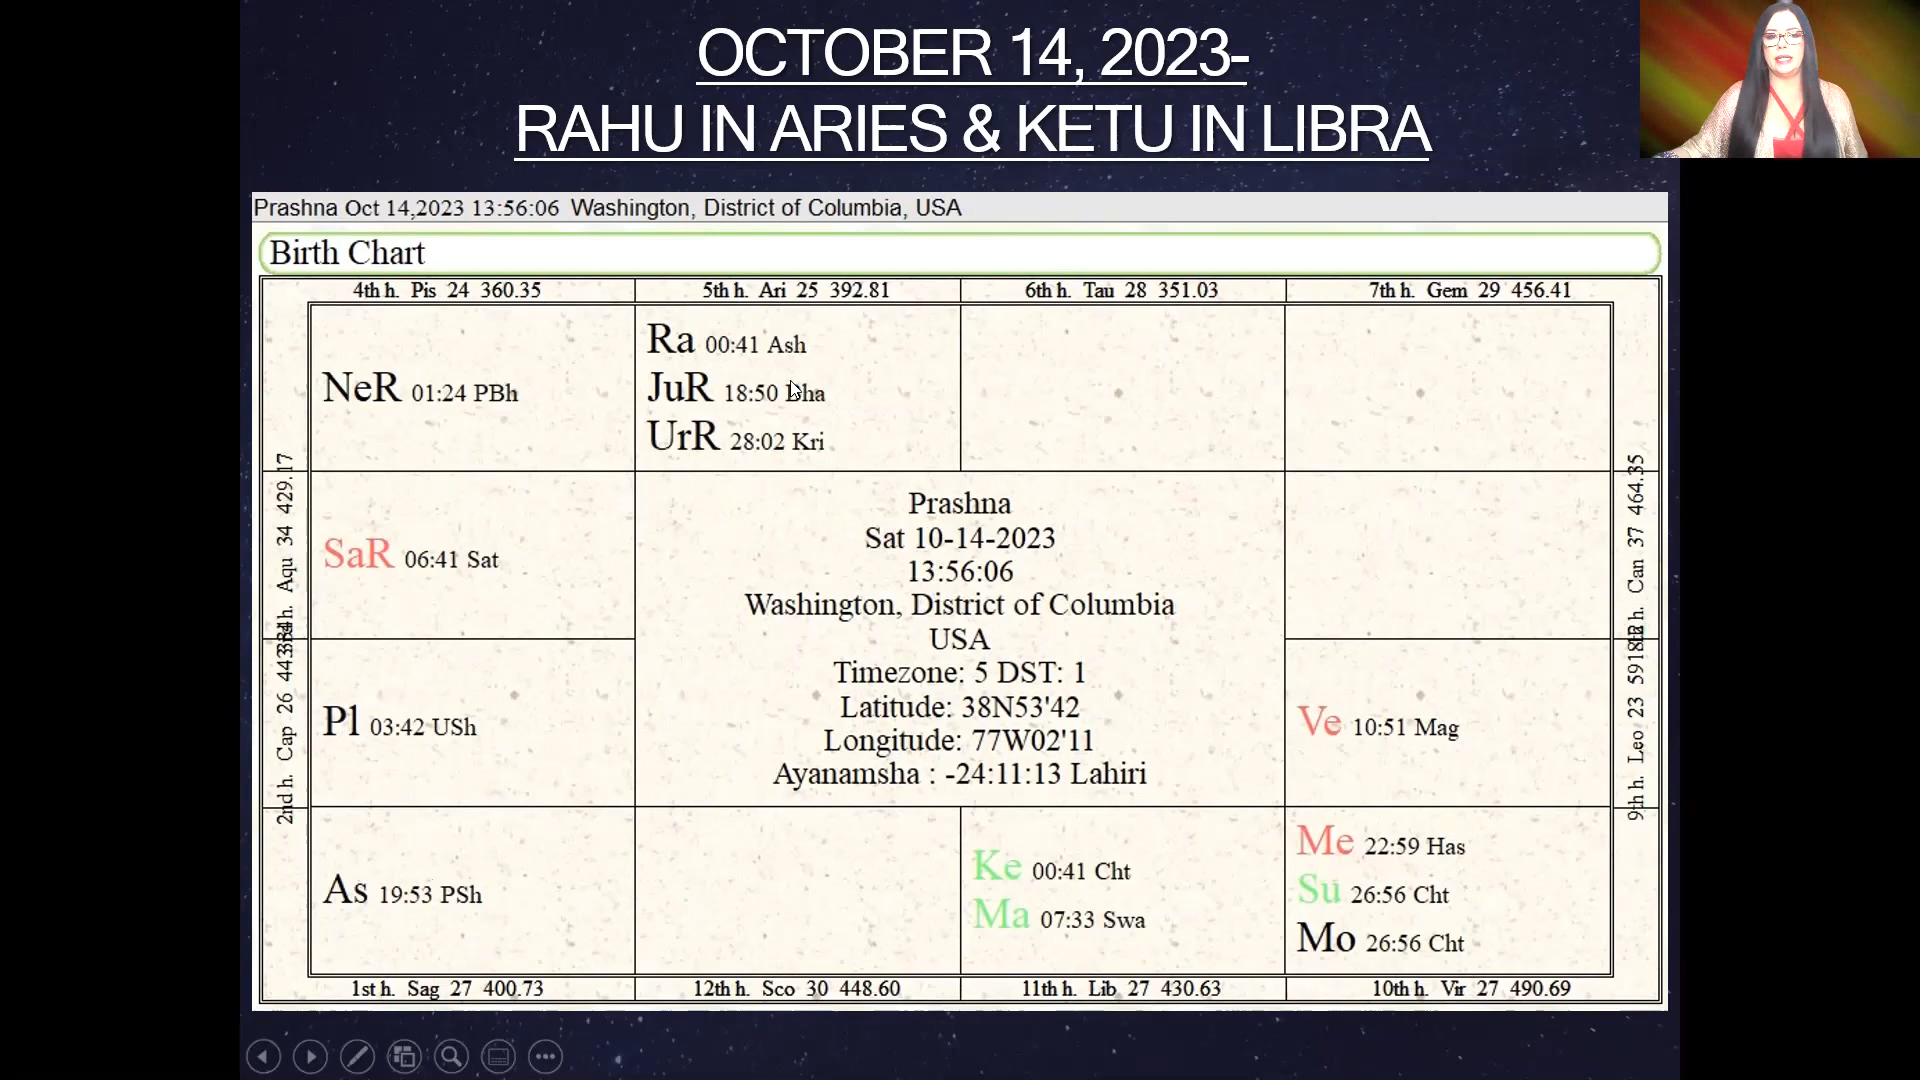 OCTOBER 14, 2023-
RAHU IN ARIES & KETU IN LIBRA
Prashna Oct 14,2023 13:56:06 Washington, District of Columbia, USA
Birth Chart
4th h. Pis 24 360.35
5th h. Ari 25 392.81
6th h. Tau 28 351.03
7th h. Gem 29 456.41
NeR 01:24 PBh
Ra 00:41 Ash
JuR 18:50 Bha
UrR 28:02 Kri
Aqu 34 429.17
SaR 06:41 Sat
Prashna
Sat 10-14-2023
13:56:06
Washington, District of Columbia
USA
Timezone: 5 DST: 1
Latitude: 38N53'42
Longitude: 77W02'11
Ayanamsha : -24:11:13 Lahiri
Can 37 464.35
2nd h. Cap 26
Pl 03:42 USh
Ve 10:51 Mag
9th h. Leo 23
As 19:53 PSh
Ke 00:41 Cht
Ma 07:33 Swa
Me 22:59 Has
Su 26:56 Cht
Mo 26:56 Cht
1st h. Sag 27 400.73
12th h. Sco 30 448.60
11th h. Lib 27 430.63
10th h. Vir 27 490.69